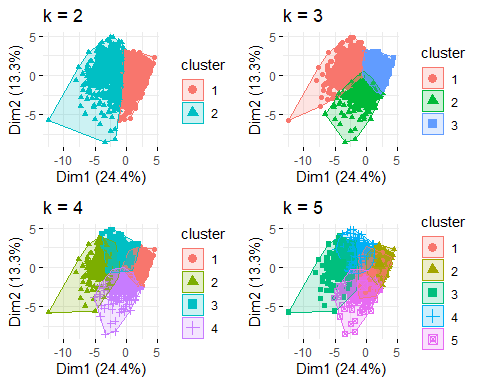 k = 2
5
0
-5
Dim2 (13.3%)
-10 -5 0 5
Dim1 (24.4%)
cluster
1
2
k = 3
5
0
-5
Dim2 (13.3%)
-10 -5 0 5
Dim1 (24.4%)
cluster
1
2
3
k = 4
5
0
-5
Dim2 (13.3%)
-10 -5 0 5
Dim1 (24.4%)
cluster
1
2
3
4
k = 5
5
0
-5
Dim2 (13.3%)
-10 -5 0 5
Dim1 (24.4%)
cluster
1
2
3
4
5